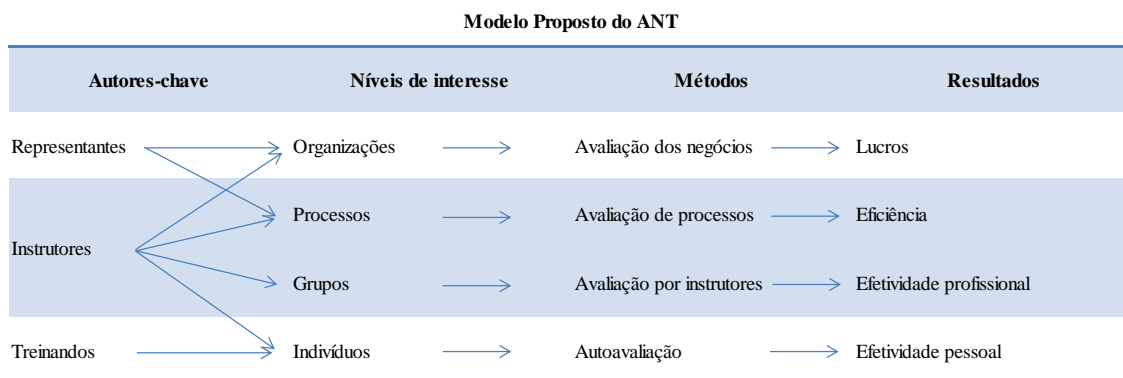 Modelo Proposto do ANT
Autores-chave Níveis de interesse Métodos Resultados
Representantes Organizações Avaliação dos negócios Lucros
Processos Avaliação de processos Eficiência
Instrutores
Grupos Avaliação por instrutores Efetividade profissional
Treinandos Indivíduos Autoavaliação Efetividade pessoal